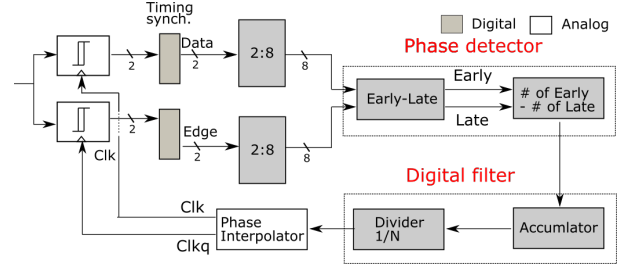 Timing
synch.
Digital
Analog
Phase detector
2
Data
2
2:8
8
Early-Late
Early
Late
# of Early
- # of Late
Clk
2
Edge
2
2:8
8
Digital filter
Clk
Clkq
Phase
Interpolator
Divider
1/N
Accumlator